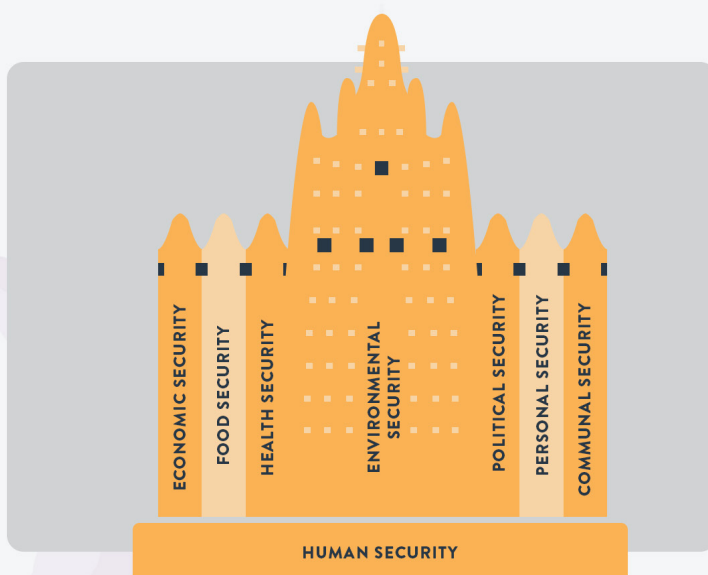 ECONOMIC SECURITY
FOOD SECURITY
HEALTH SECURITY
ENVIRONMENTAL
SECURITY
POLITICAL SECURITY
PERSONAL SECURITY
COMMUNAL SECURITY
HUMAN SECURITY